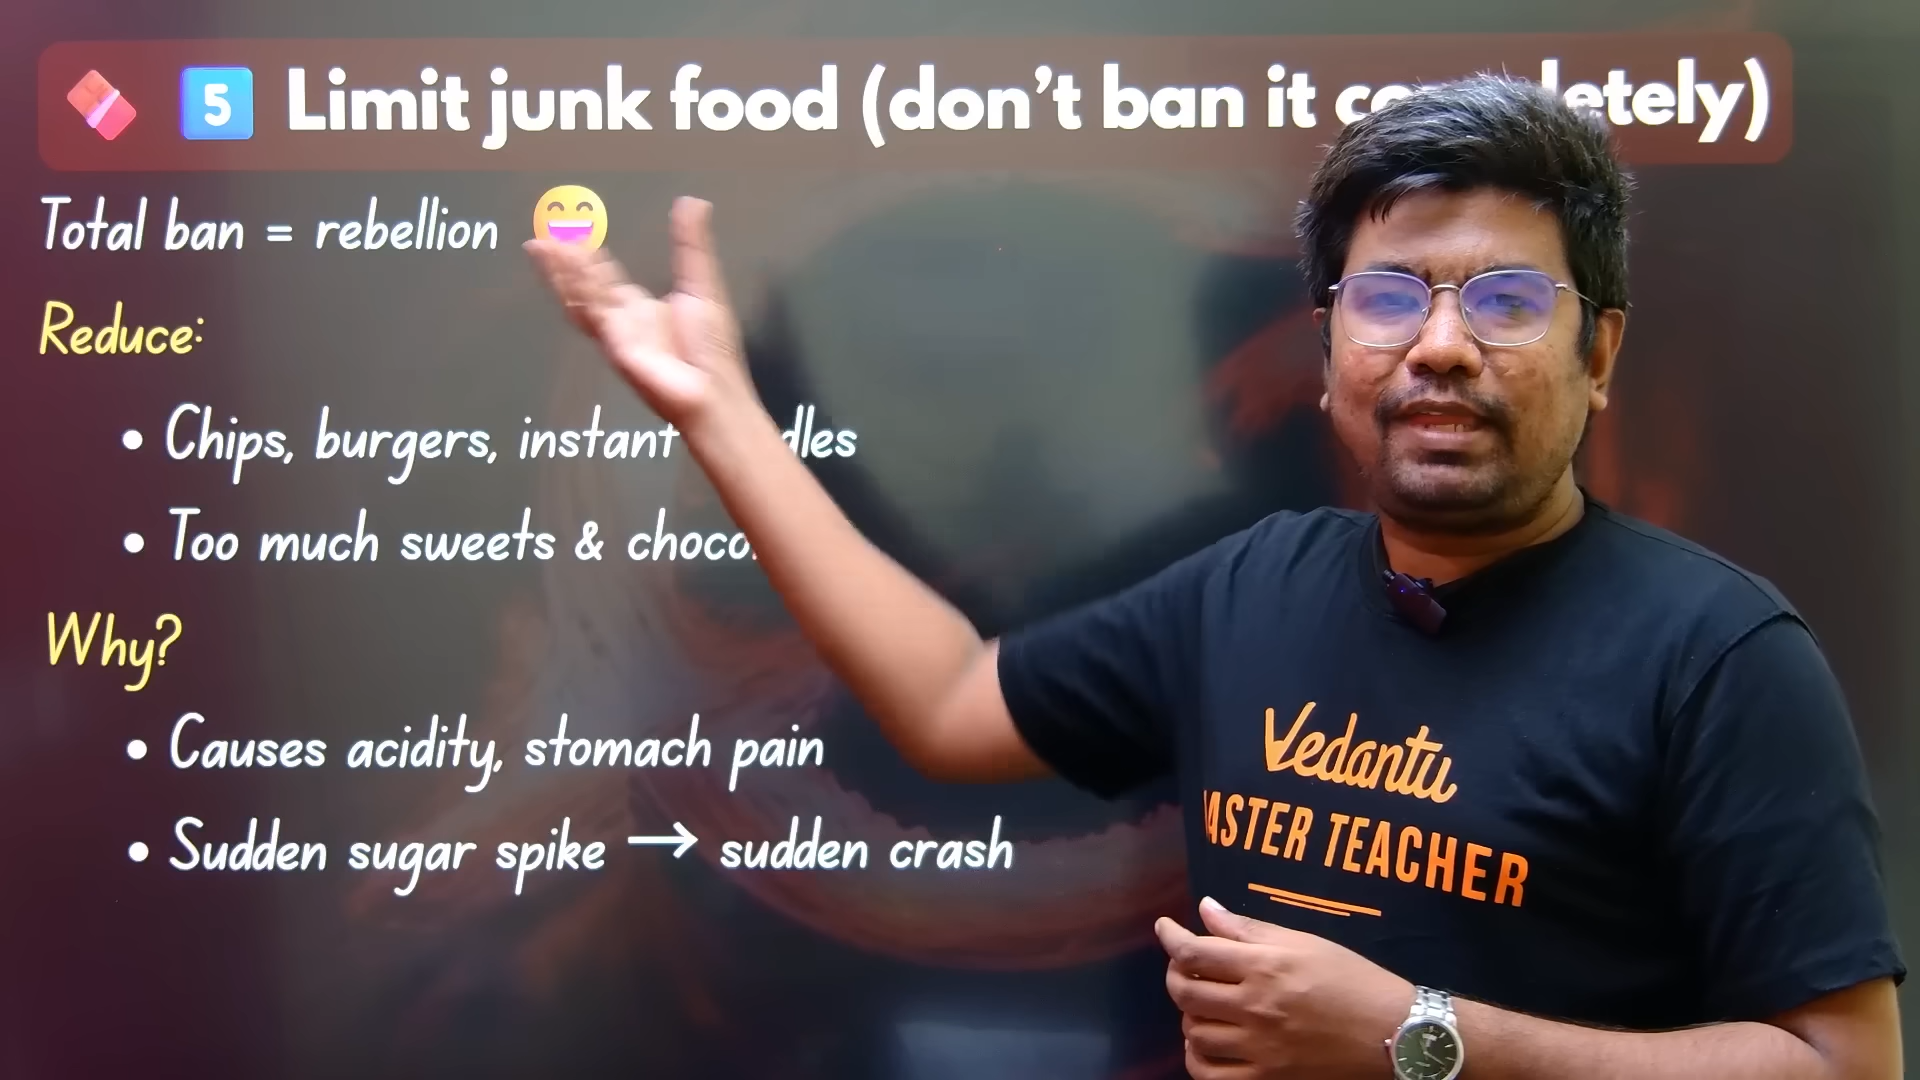 5 Limit junk food (don't ban it
Total ban = rebellion
Reduce:
• Chips, burgers, instant
• Too much sweets &
Why?
• Causes acidity, stomach pain
• Sudden sugar spike → sudden crash
Vedantu
TEACHER